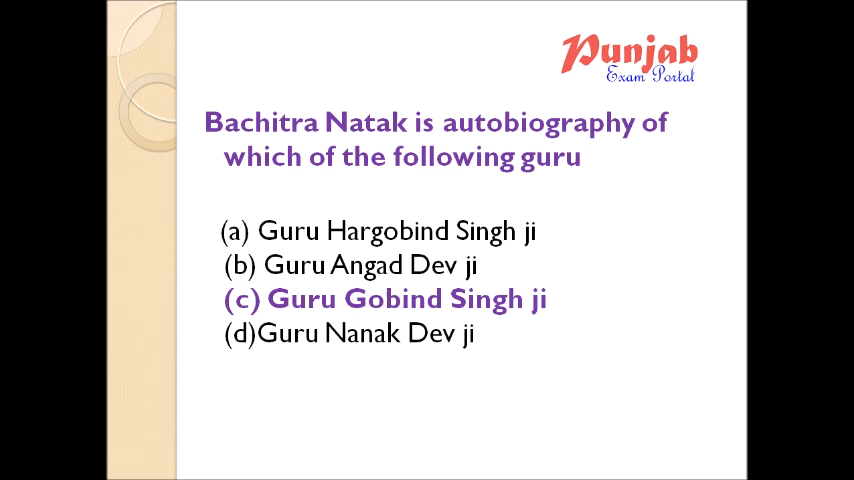 Punjab
Exam Portal
Bachitra Natak is autobiography of
which of the following guru
(a) Guru Hargobind Singh ji
(b) Guru Angad Dev ji
(c) Guru Gobind Singh ji
(d)Guru Nanak Dev ji